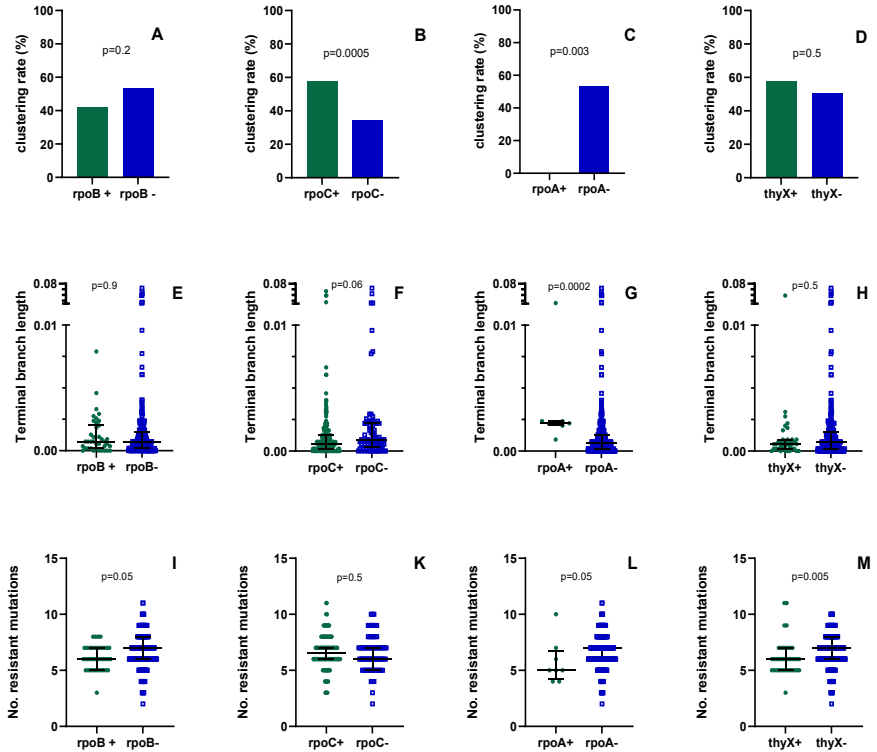 A
p=0.2
clustering rate (%)
100
80
60
40
20
0
rpoB +
rpoB -
B
p=0.0005
clustering rate (%)
100
80
60
40
20
0
rpoC+
rpoC-
C
p=0.003
clustering rate (%)
100
80
60
40
20
0
rpoA+
rpoA-
D
p=0.5
clustering rate (%)
100
80
60
40
20
0
thyX+
thyX-
E
p=0.9
Terminal branch length
0.08
0.01
0.00
rpoB +
rpoB-
F
p=0.06
Terminal branch length
0.08
0.01
0.00
rpoC+
rpoC-
G
p=0.0002
Terminal branch length
0.08
0.01
0.00
rpoA+
rpoA-
H
p=0.5
Terminal branch length
0.08
0.01
0.00
thyX+
thyX-
I
p=0.05
No. resistant mutations
15
10
5
0
rpoB +
rpoB-
K
p=0.5
No. resistant mutations
15
10
5
0
rpoC+
rpoC-
L
p=0.05
No. resistant mutations
15
10
5
0
rpoA+
rpoA-
M
p=0.005
No. resistant mutations
15
10
5
0
thyX+
thyX-